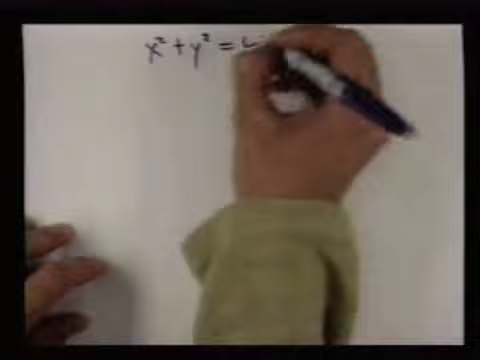 x² + y² =